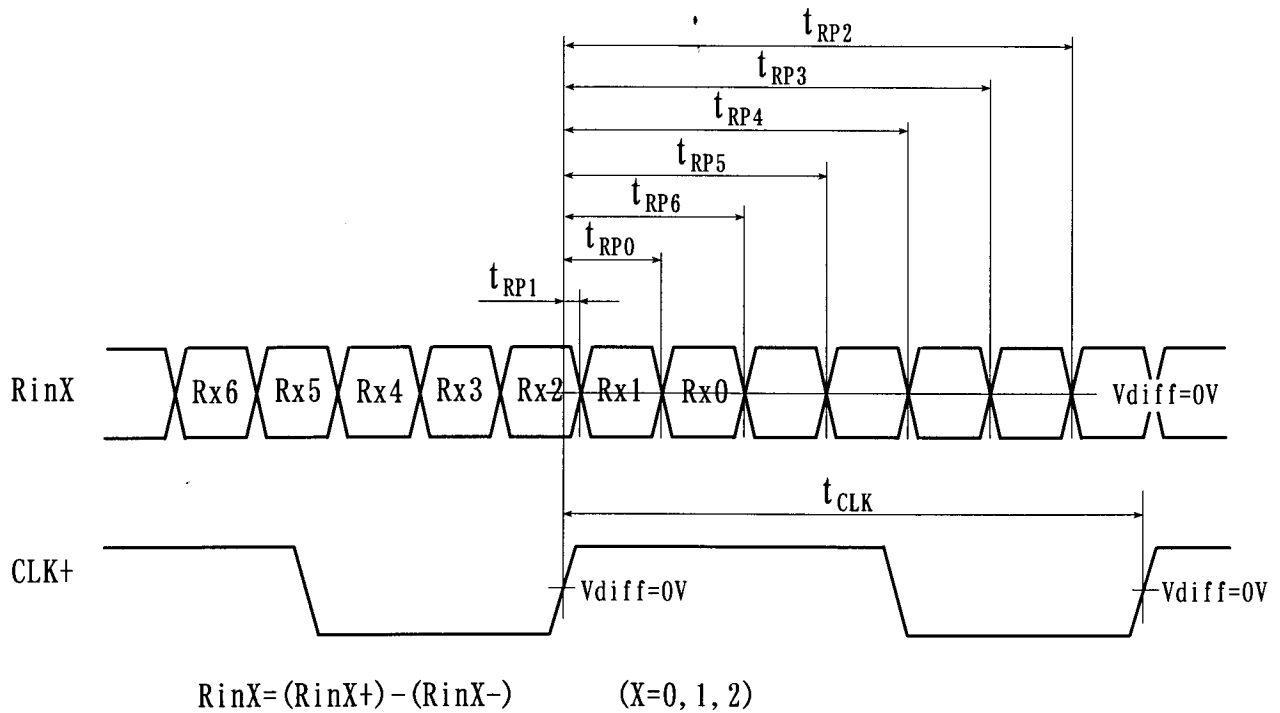 tRP2
tRP3
tRP4
tRP5
tRP6
tRP0
tRP1
RinX Rx6 Rx5 Rx4 Rx3 Rx2 Rx1 Rx0 Vdiff=0V
tCLK
CLK+ Vdiff=0V Vdiff=0V
RinX=(RinX+)-(RinX-) (X=0, 1, 2)